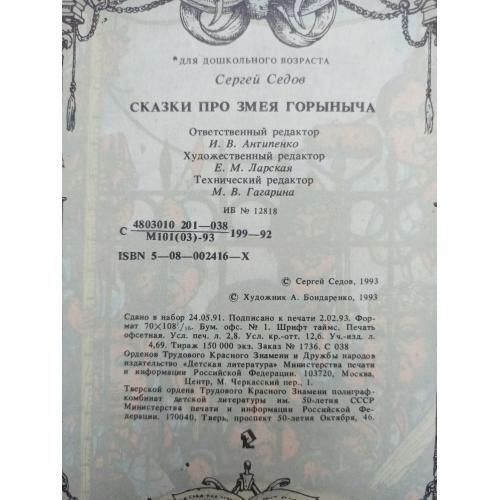 *ДЛЯ ДОШКОЛЬНОГО ВОЗРАСТА
Сергей Седов
СКАЗКИ ПРО ЗМЕЯ ГОРЫНЫЧА
Ответственный редактор
И. В. Антипенко
Художественный редактор
Е. М. Ларская
Технический редактор
М. В. Гагарина
ИБ № 12818
С 4803010 201—038
М101(03)-93 199—92
ISBN 5—08—002416—X
© Сергей Седов, 1993
© Художник А. Бондаренко, 1993
Сдано в набор 24.05.91. Подписано к печати 2.02.93. Фор-
мат 70×108 1/16. Бум. офс. № 1. Шрифт таймс. Печать
офсетная. Усл. печ. л. 2,8. Усл. кр.-отт. 12,6. Уч.-изд. л.
4,69. Тираж 150 000 экз. Заказ № 1736. С 038
Орденов Трудового Красного Знамени и Дружбы народов
издательство «Детская литература» Министерства печати
и информации Российской Федерации. 103720, Москва,
Центр, М. Черкасский пер., 1.
Тверской ордена Трудового Красного Знамени полиграф-
комбинат детской литературы им. 50-летия СССР
Министерства печати и информации Российской Федера-
ции. 170040, Тверь, проспект 50-летия Октября, 46.